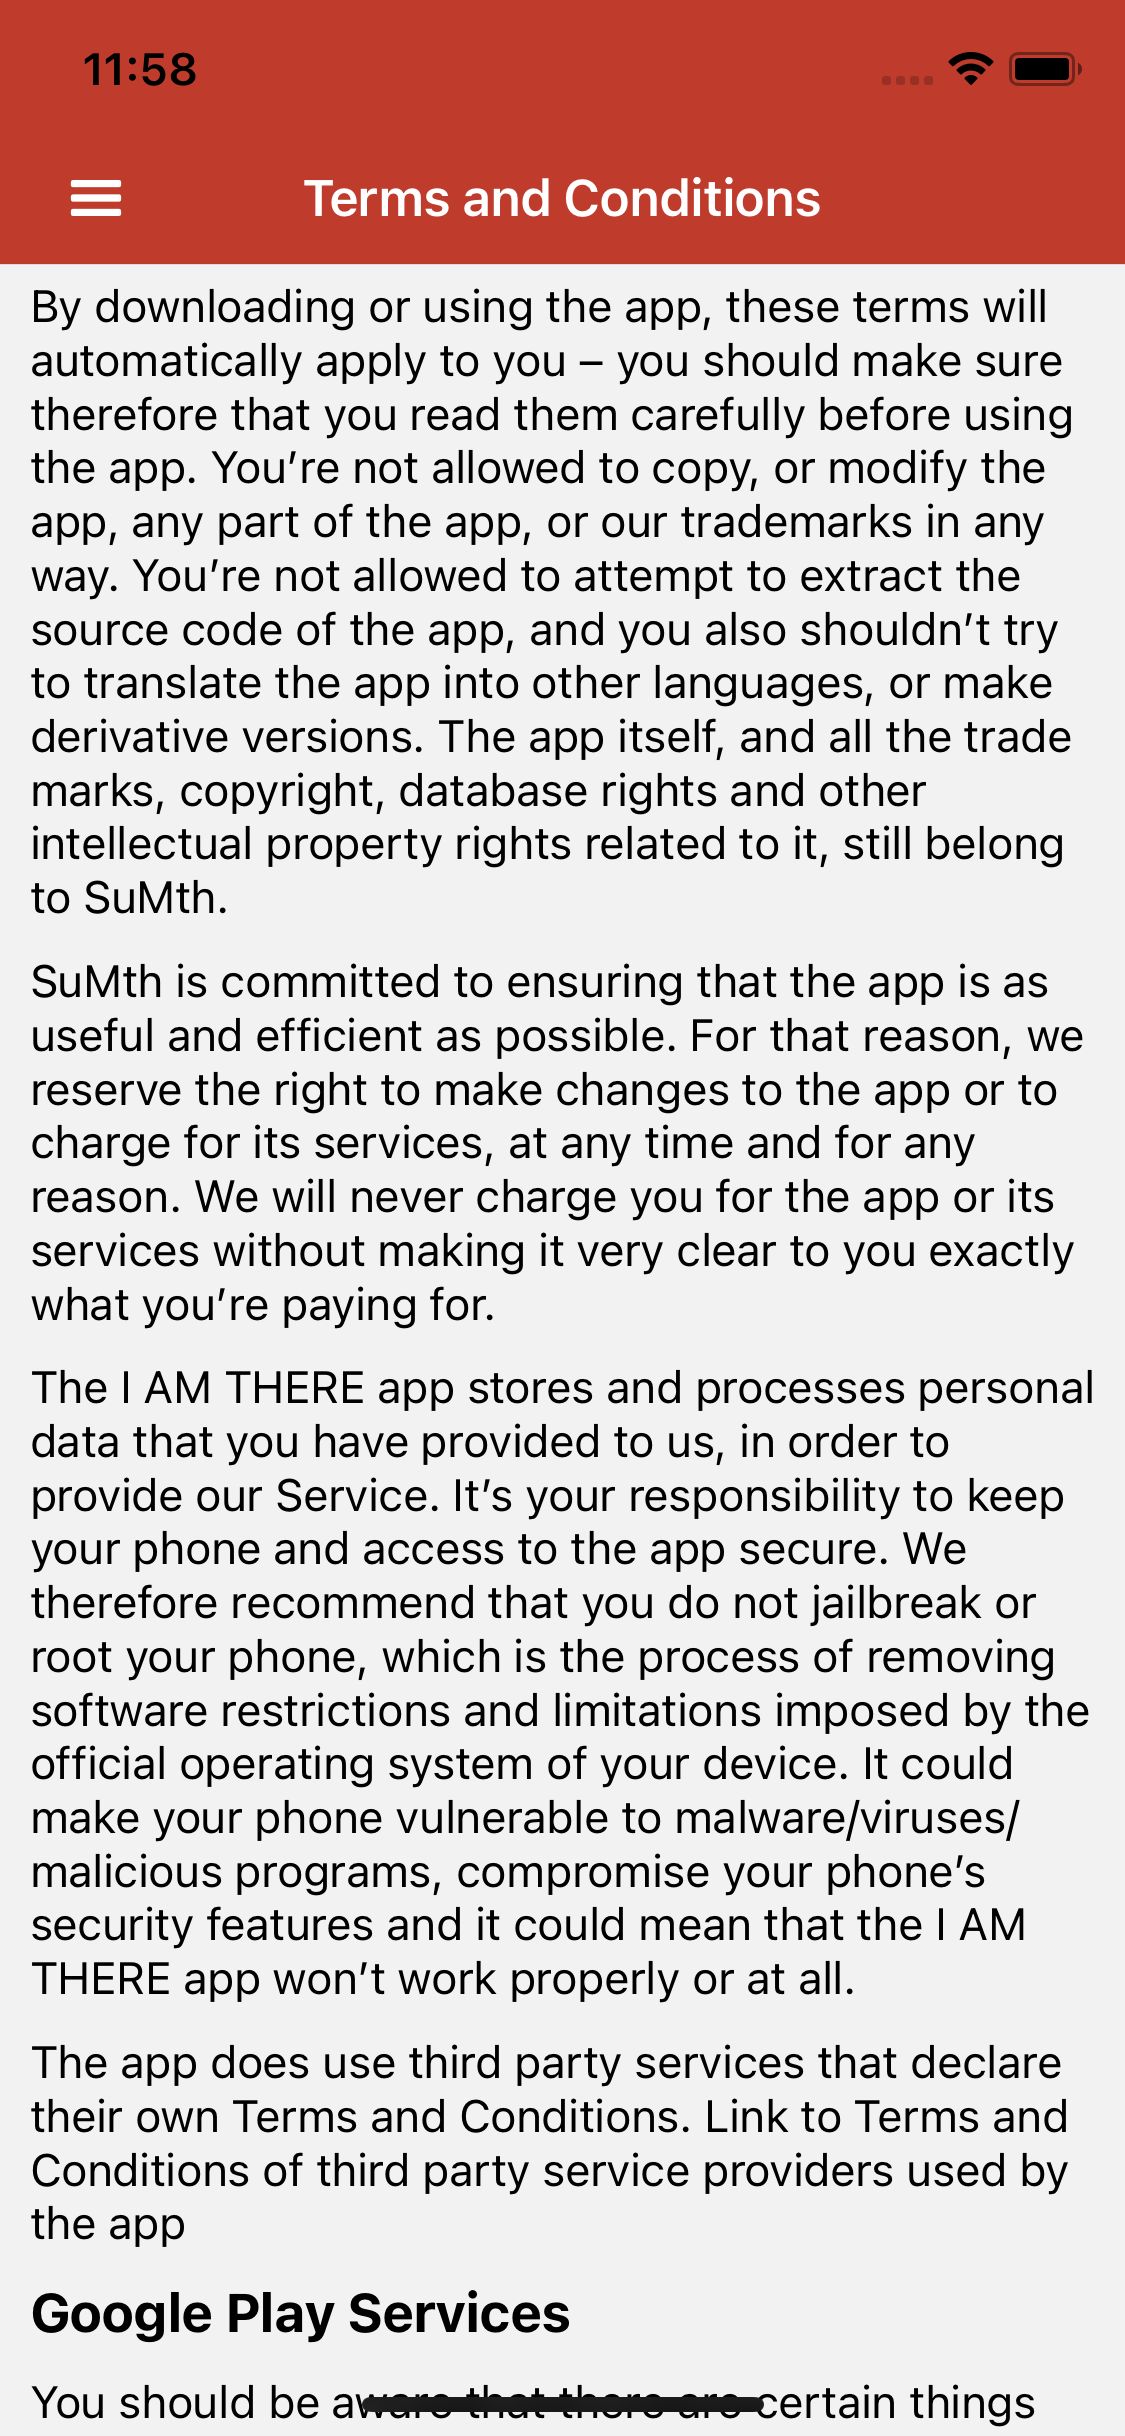 11:58
Terms and Conditions
By downloading or using the app, these terms will
automatically apply to you – you should make sure
therefore that you read them carefully before using
the app. You’re not allowed to copy, or modify the
app, any part of the app, or our trademarks in any
way. You’re not allowed to attempt to extract the
source code of the app, and you also shouldn’t try
to translate the app into other languages, or make
derivative versions. The app itself, and all the trade
marks, copyright, database rights and other
intellectual property rights related to it, still belong
to SuMth.
SuMth is committed to ensuring that the app is as
useful and efficient as possible. For that reason, we
reserve the right to make changes to the app or to
charge for its services, at any time and for any
reason. We will never charge you for the app or its
services without making it very clear to you exactly
what you’re paying for.
The I AM THERE app stores and processes personal
data that you have provided to us, in order to
provide our Service. It’s your responsibility to keep
your phone and access to the app secure. We
therefore recommend that you do not jailbreak or
root your phone, which is the process of removing
software restrictions and limitations imposed by the
official operating system of your device. It could
make your phone vulnerable to malware/viruses/
malicious programs, compromise your phone’s
security features and it could mean that the I AM
THERE app won’t work properly or at all.
The app does use third party services that declare
their own Terms and Conditions. Link to Terms and
Conditions of third party service providers used by
the app
Google Play Services
You should be aware that there are certain things